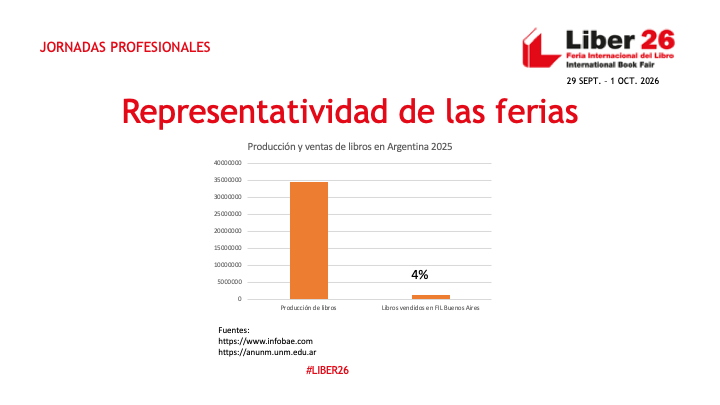 JORNADAS PROFESIONALES
Liber 26
Feria Internacional del Libro
International Book Fair
29 SEPT. - 1 OCT. 2026
Representatividad de las ferias
Producción y ventas de libros en Argentina 2025
40000000
35000000
30000000
25000000
20000000
15000000
10000000
5000000
0
4%
Producción de libros
Libros vendidos en FIL Buenos Aires
Fuentes:
https://www.infobae.com
https://anunm.unm.edu.ar
#LIBER26